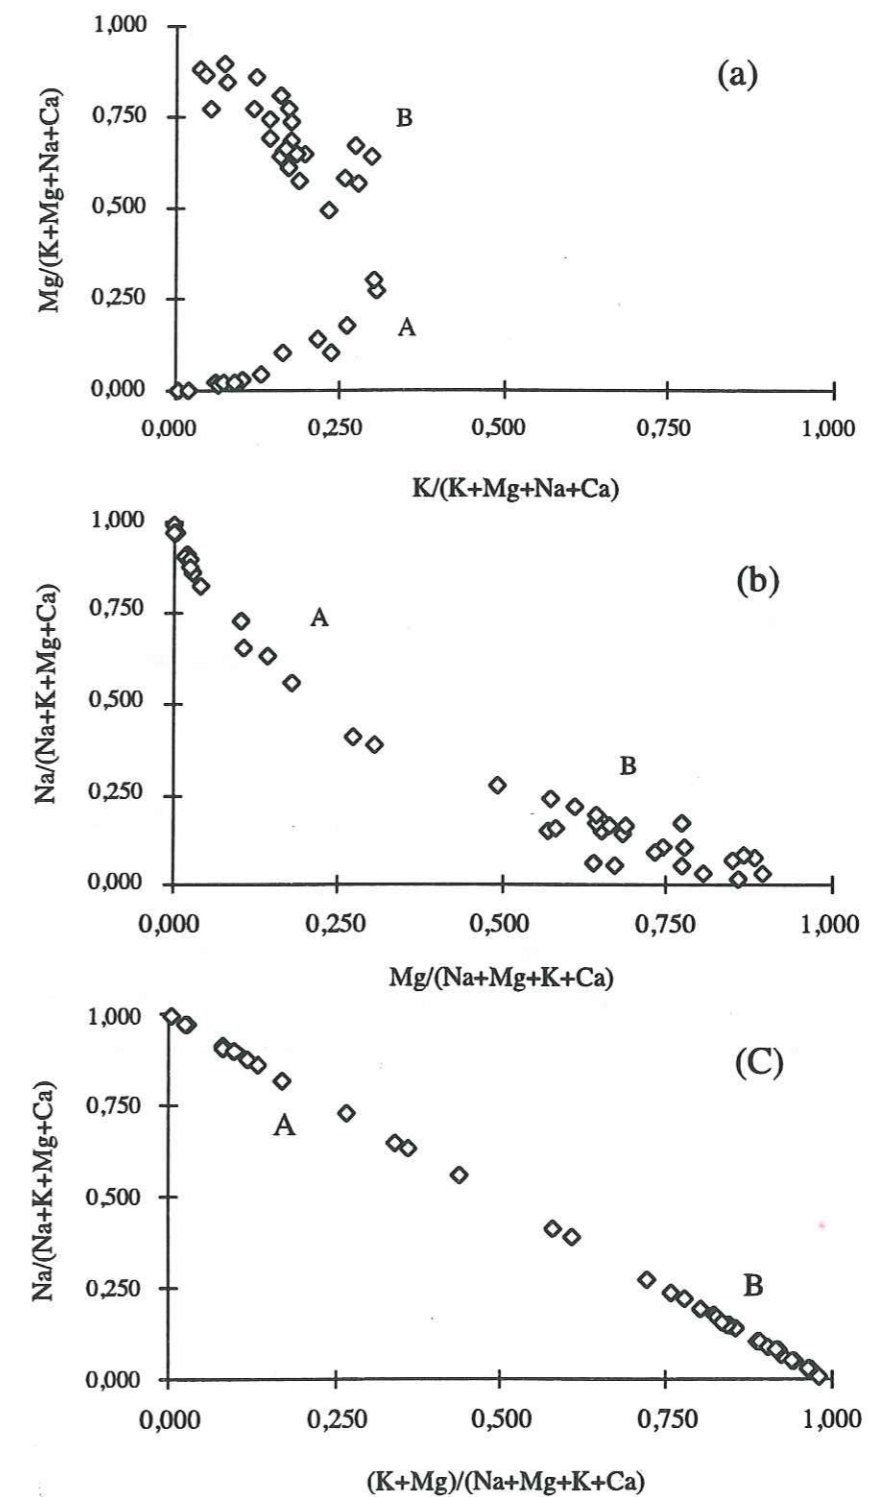 1,000
(a)
0,750
B
0,500
0,250
A
0,000
Mg/(K+Mg+Na+Ca)
0,000 0,250 0,500 0,750 1,000
K/(K+Mg+Na+Ca)
1,000
(b)
0,750
A
0,500
B
0,250
0,000
Na/(Na+K+Mg+Ca)
0,000 0,250 0,500 0,750 1,000
Mg/(Na+Mg+K+Ca)
1,000
(C)
0,750
A
0,500
0,250
B
0,000
Na/(Na+K+Mg+Ca)
0,000 0,250 0,500 0,750 1,000
(K+Mg)/(Na+Mg+K+Ca)